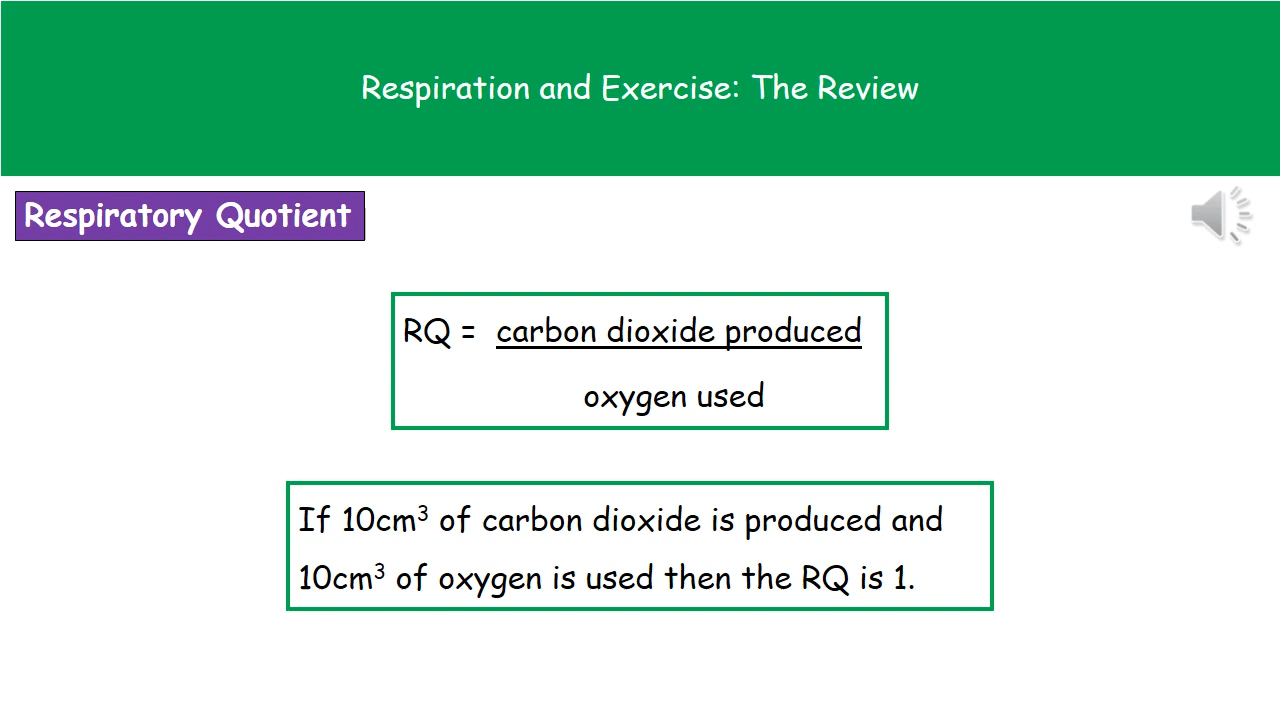 Respiration and Exercise: The Review
Respiratory Quotient
RQ = carbon dioxide produced
oxygen used
If 10cm³ of carbon dioxide is produced and
10cm³ of oxygen is used then the RQ is 1.